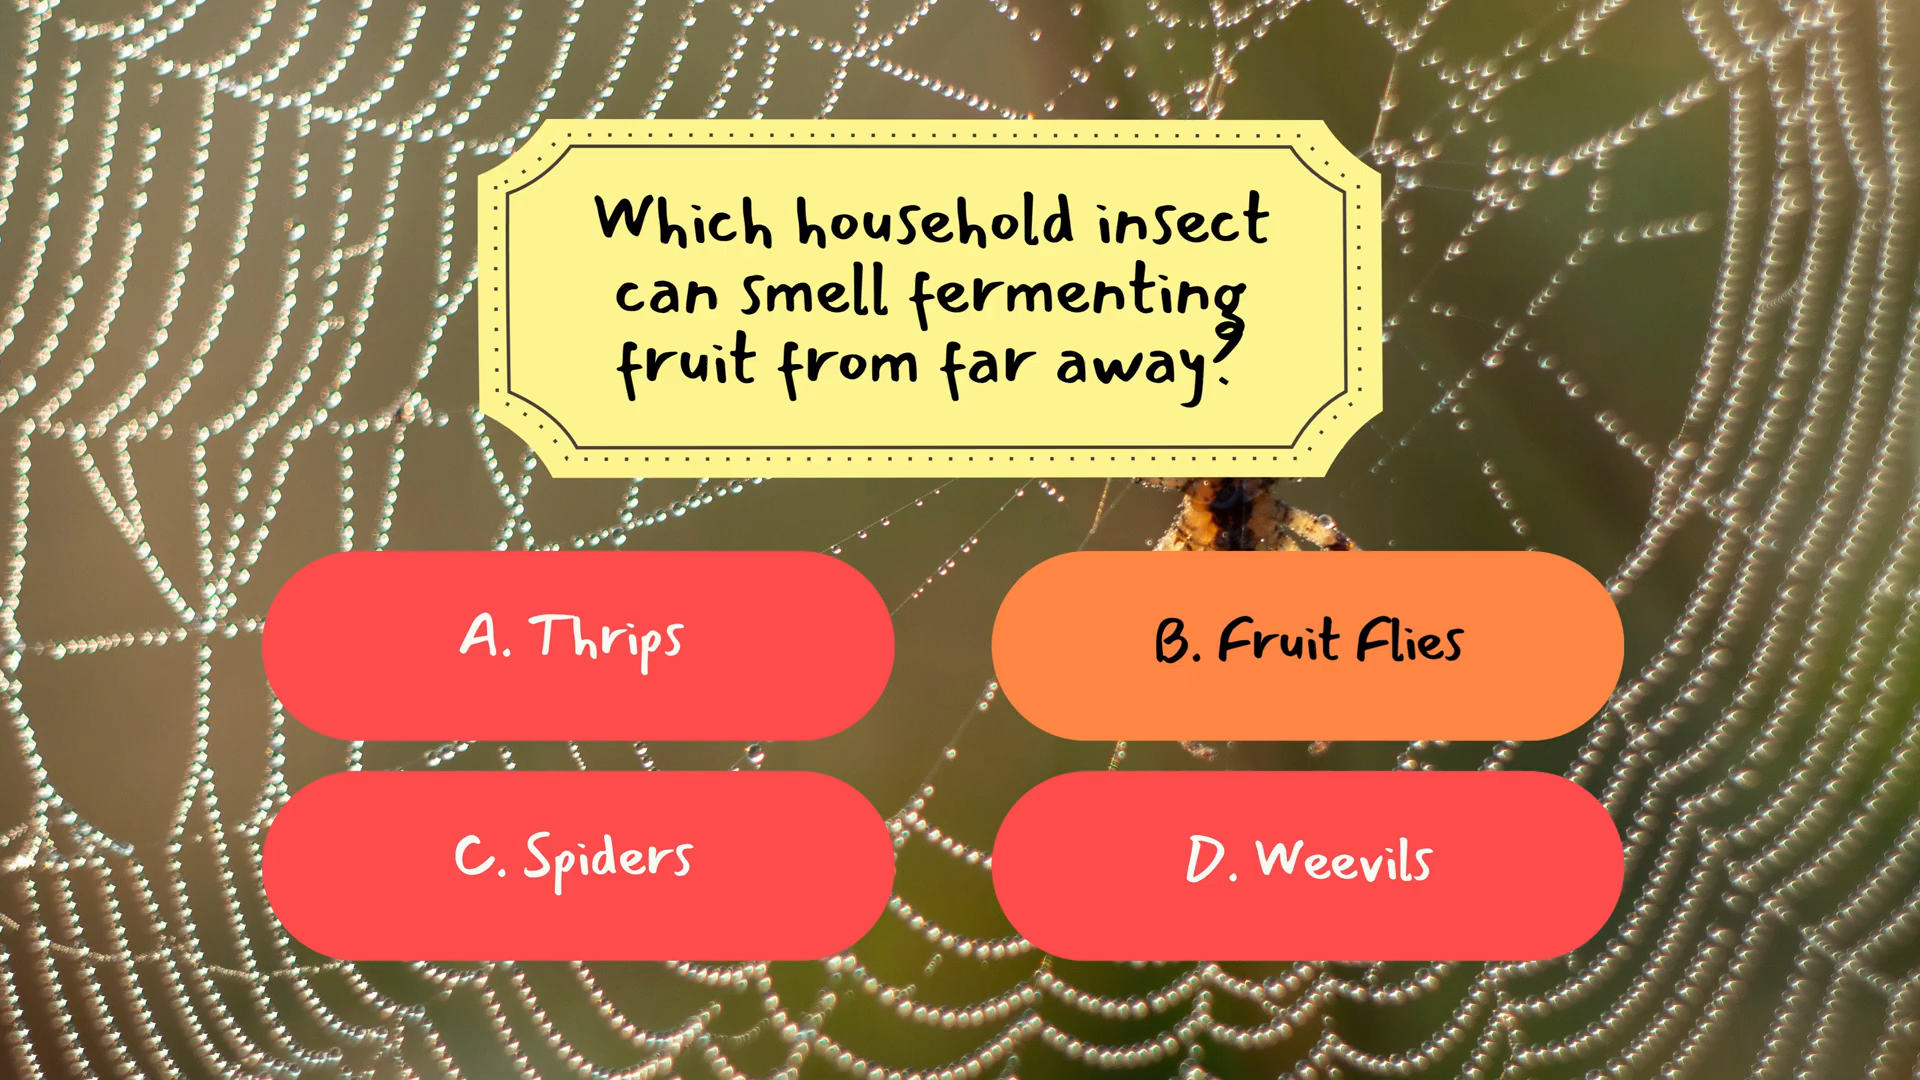 Which household insect
can smell fermenting
fruit from far away?
A. Thrips
B. Fruit Flies
C. Spiders
D. Weevils